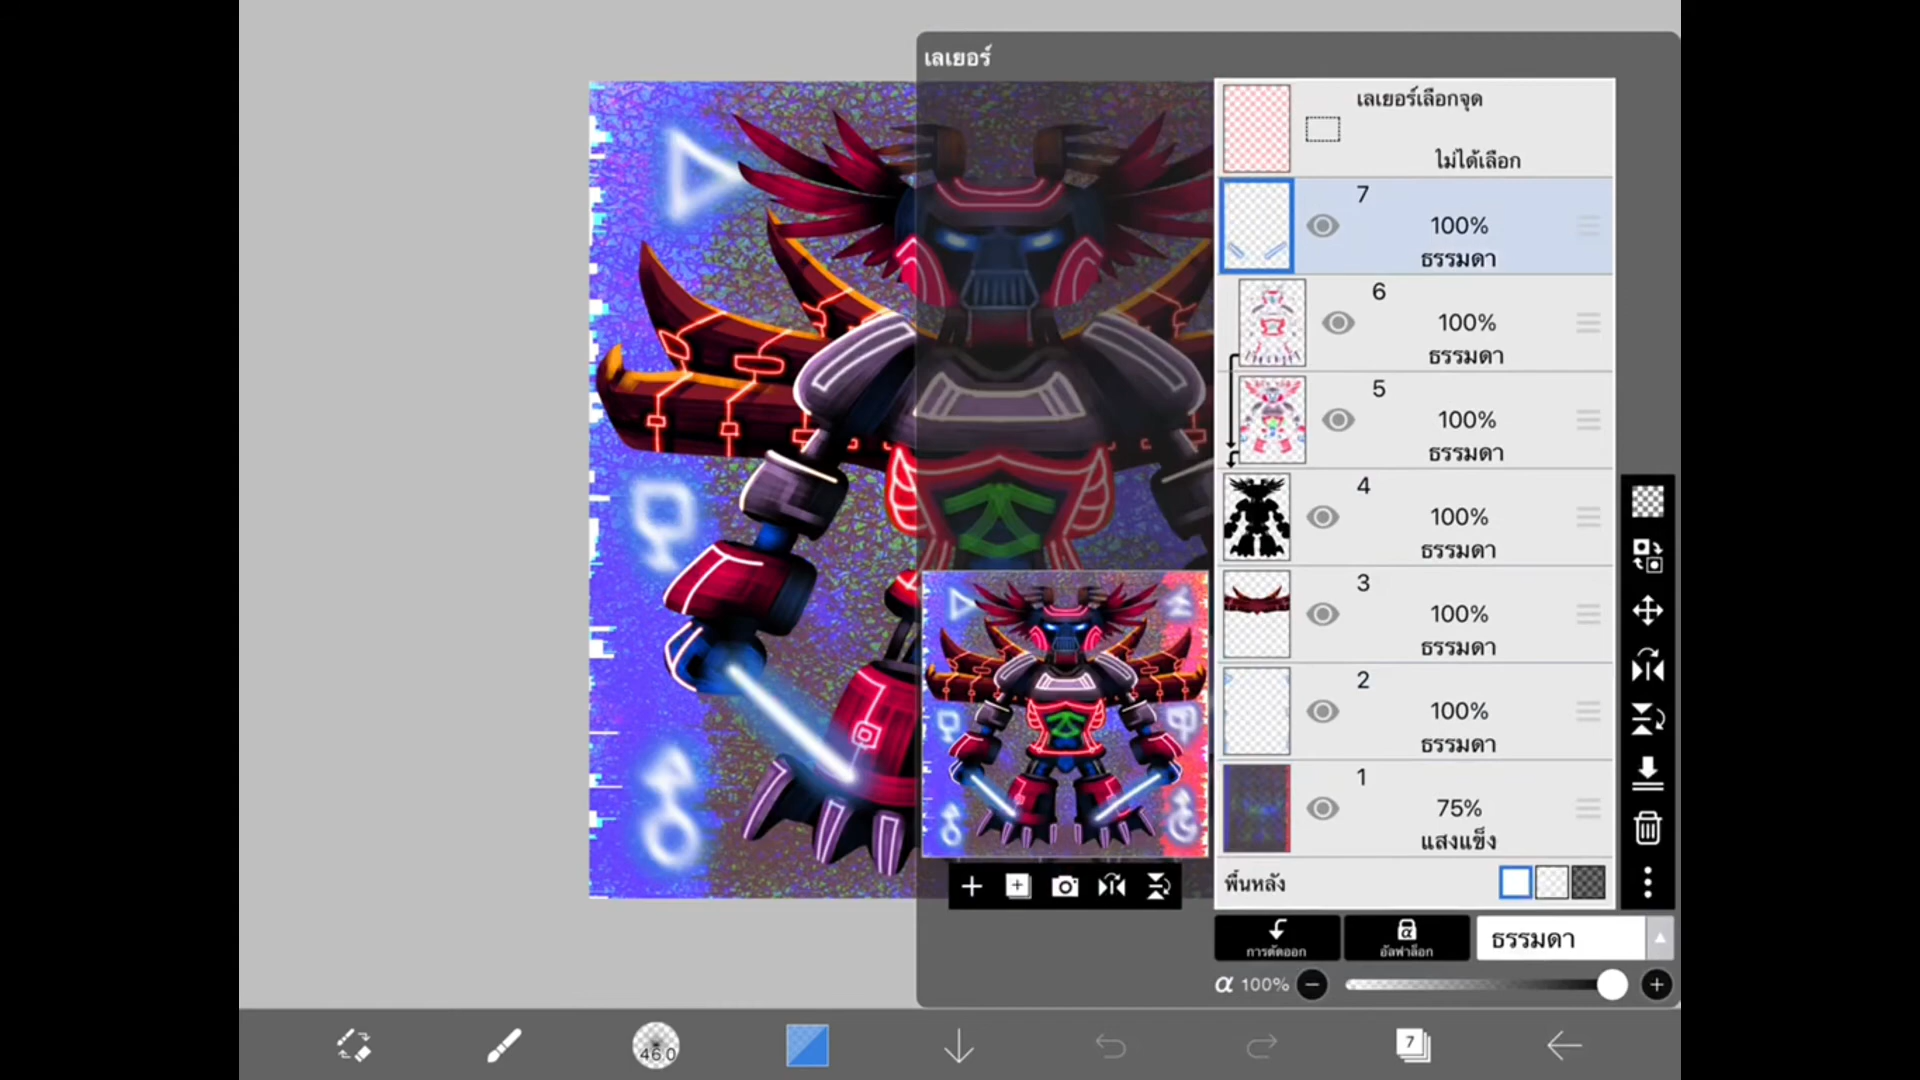 เลเยอร์
เลเยอร์เลือกจุด
ไม่ได้เลือก
7
100%
ธรรมดา
6
100%
ธรรมดา
5
100%
ธรรมดา
4
100%
ธรรมดา
3
100%
ธรรมดา
2
100%
ธรรมดา
1
75%
แสงแข็ง
พื้นหลัง
การตัดออก
α
อัลฟาล็อก
ธรรมดา
α 100%
46.0
7